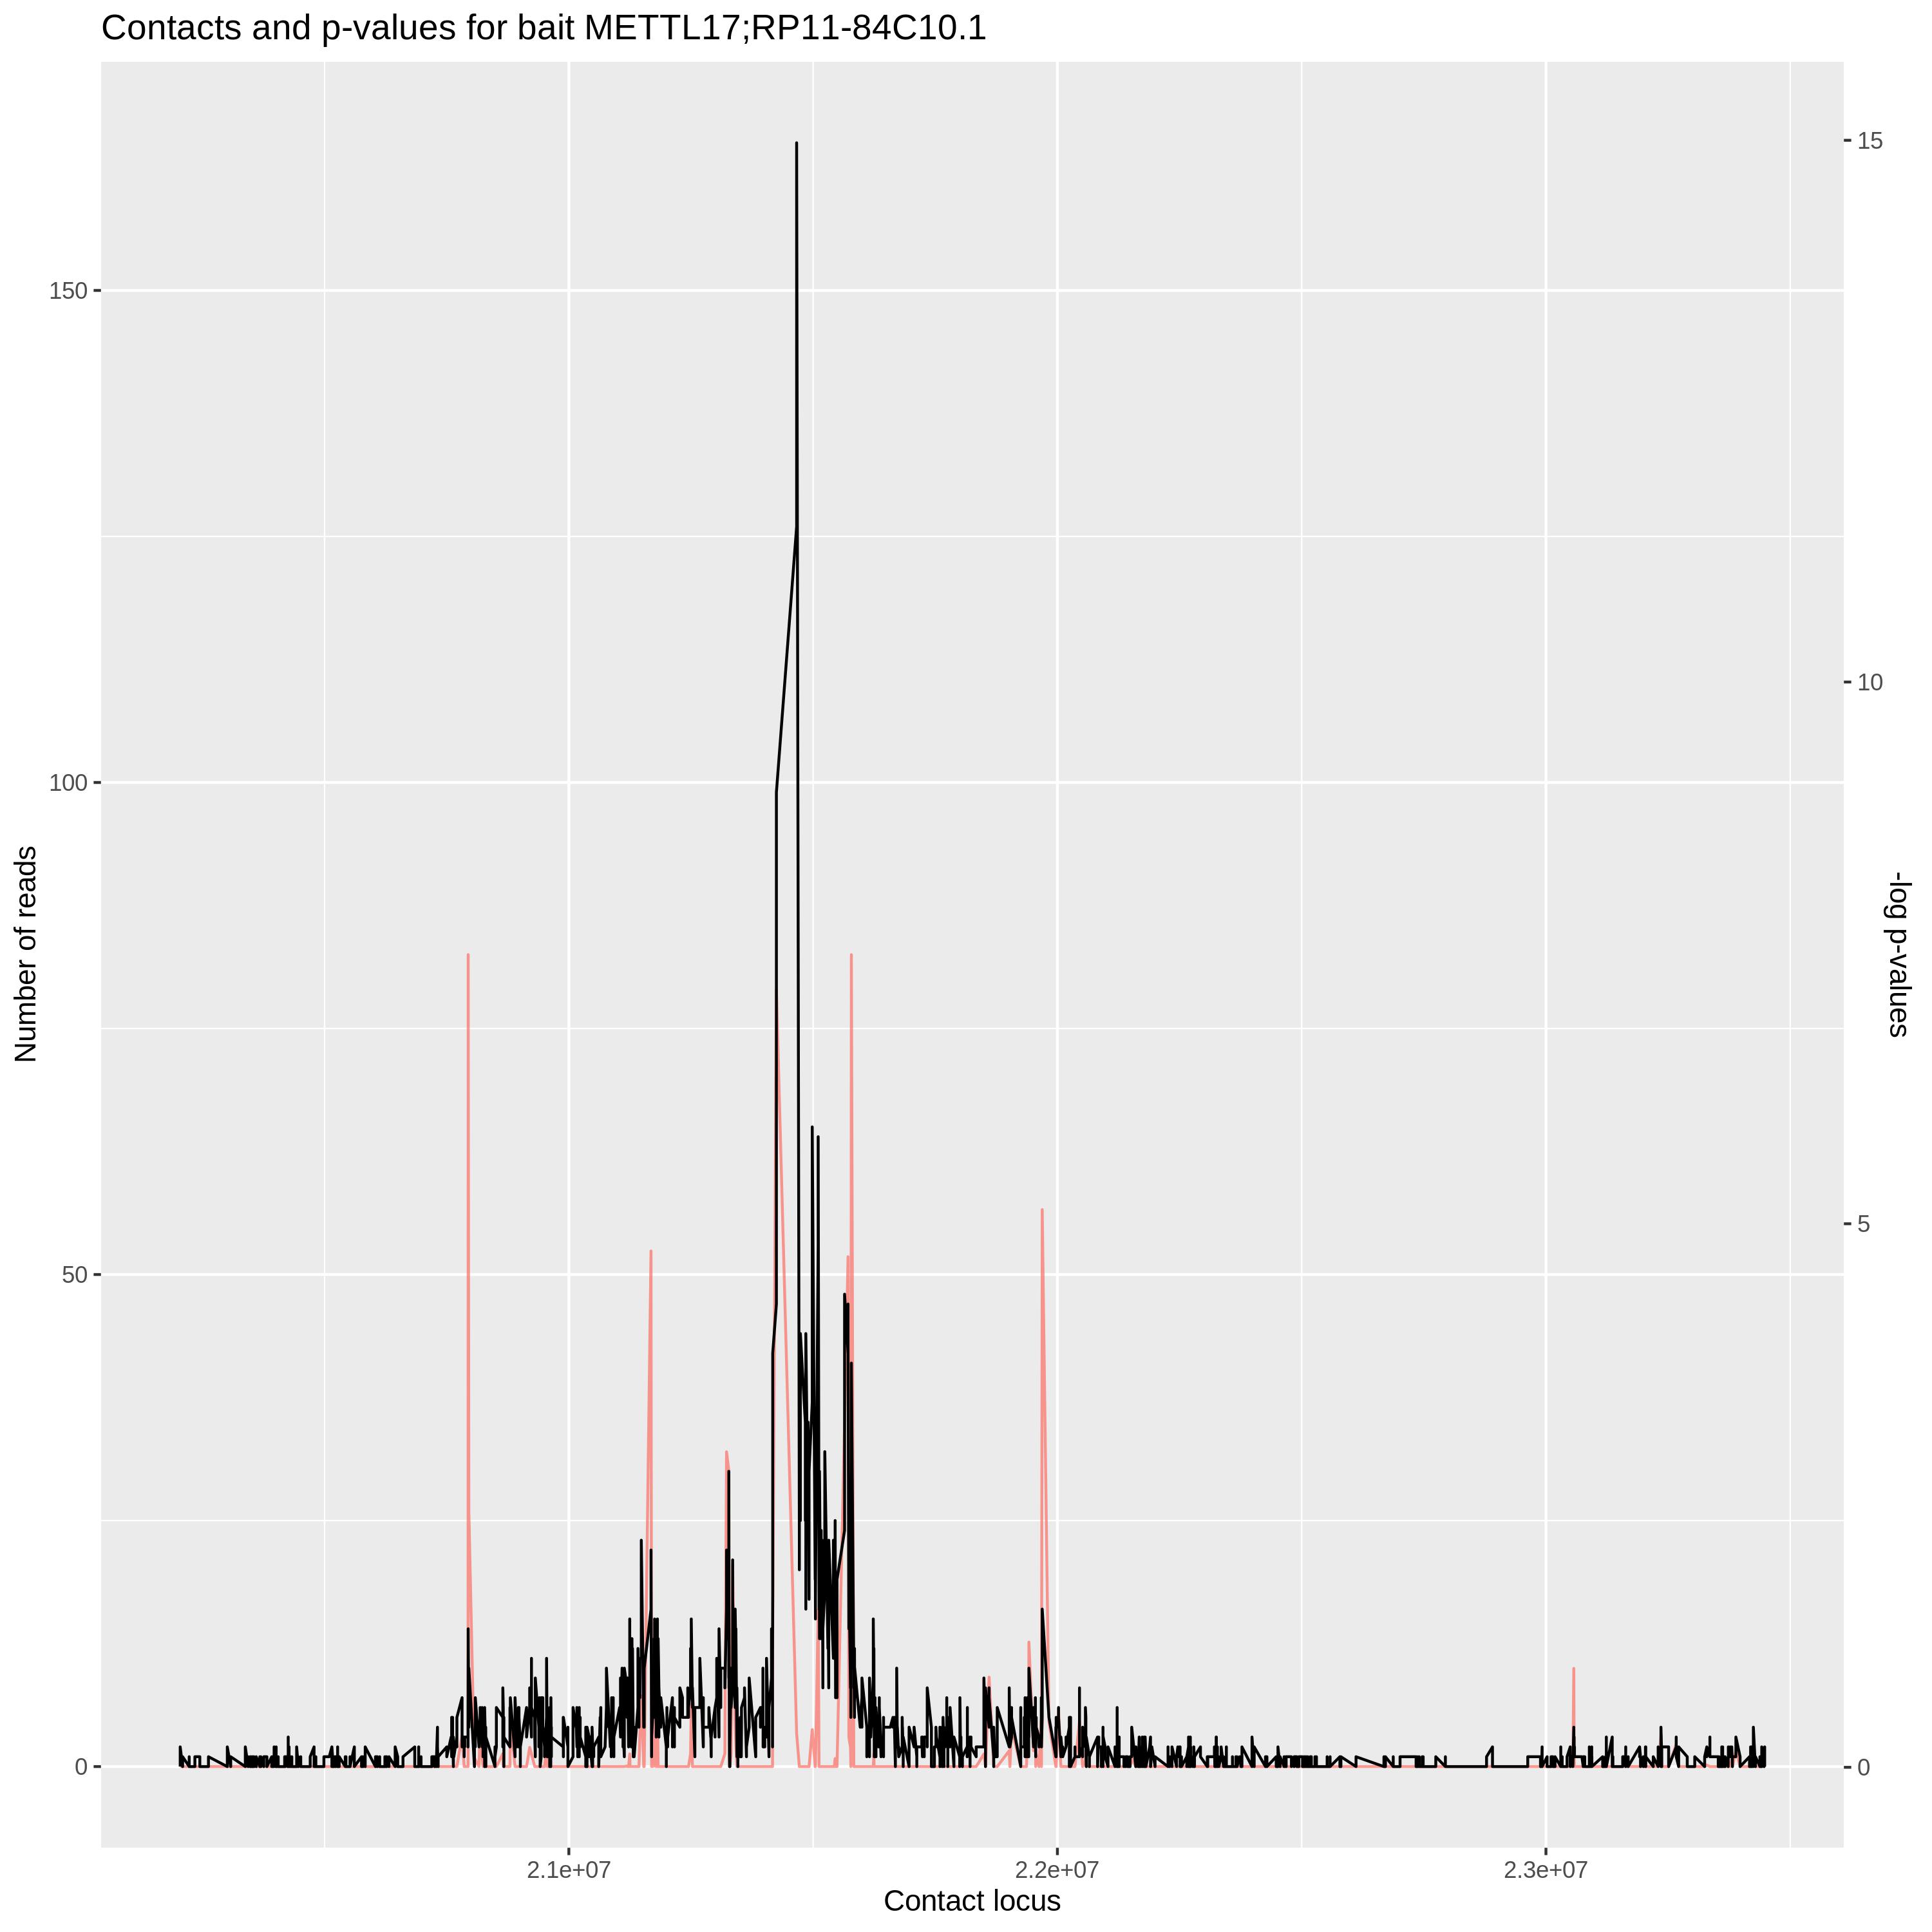 Contacts and p-values for bait METTL17;RP11-84C10.1
150
100
50
0
15
10
5
0
2.1e+07
2.2e+07
2.3e+07
Number of reads
-log p-values
Contact locus